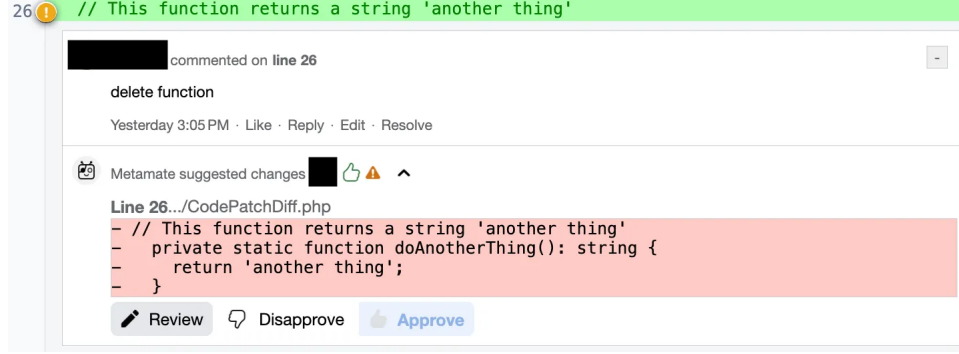 26 // This function returns a string 'another thing'
commented on line 26
-
delete function
Yesterday 3:05 PM · Like · Reply · Edit · Resolve
Metamate suggested changes
Line 26.../CodePatchDiff.php
– // This function returns a string 'another thing'
–   private static function doAnotherThing(): string {
–     return 'another thing';
–   }
Review Disapprove Approve